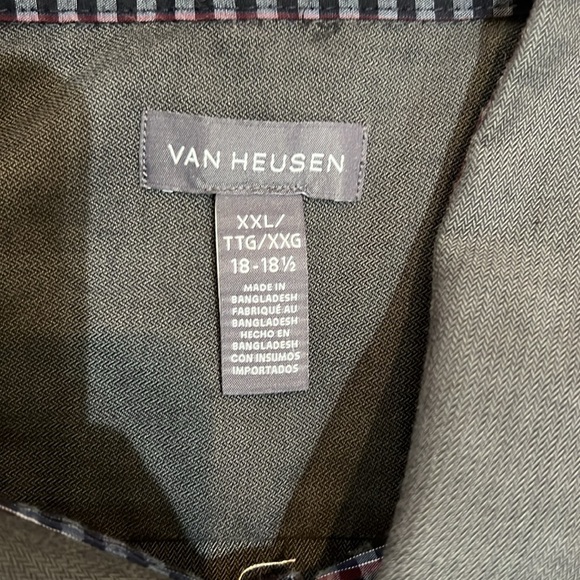 VAN HEUSEN
XXL/
TTG/XXG
18-18½
MADE IN
BANGLADESH
FABRIQUÉ AU
BANGLADESH
HECHO EN
BANGLADESH
CON INSUMOS
IMPORTADOS